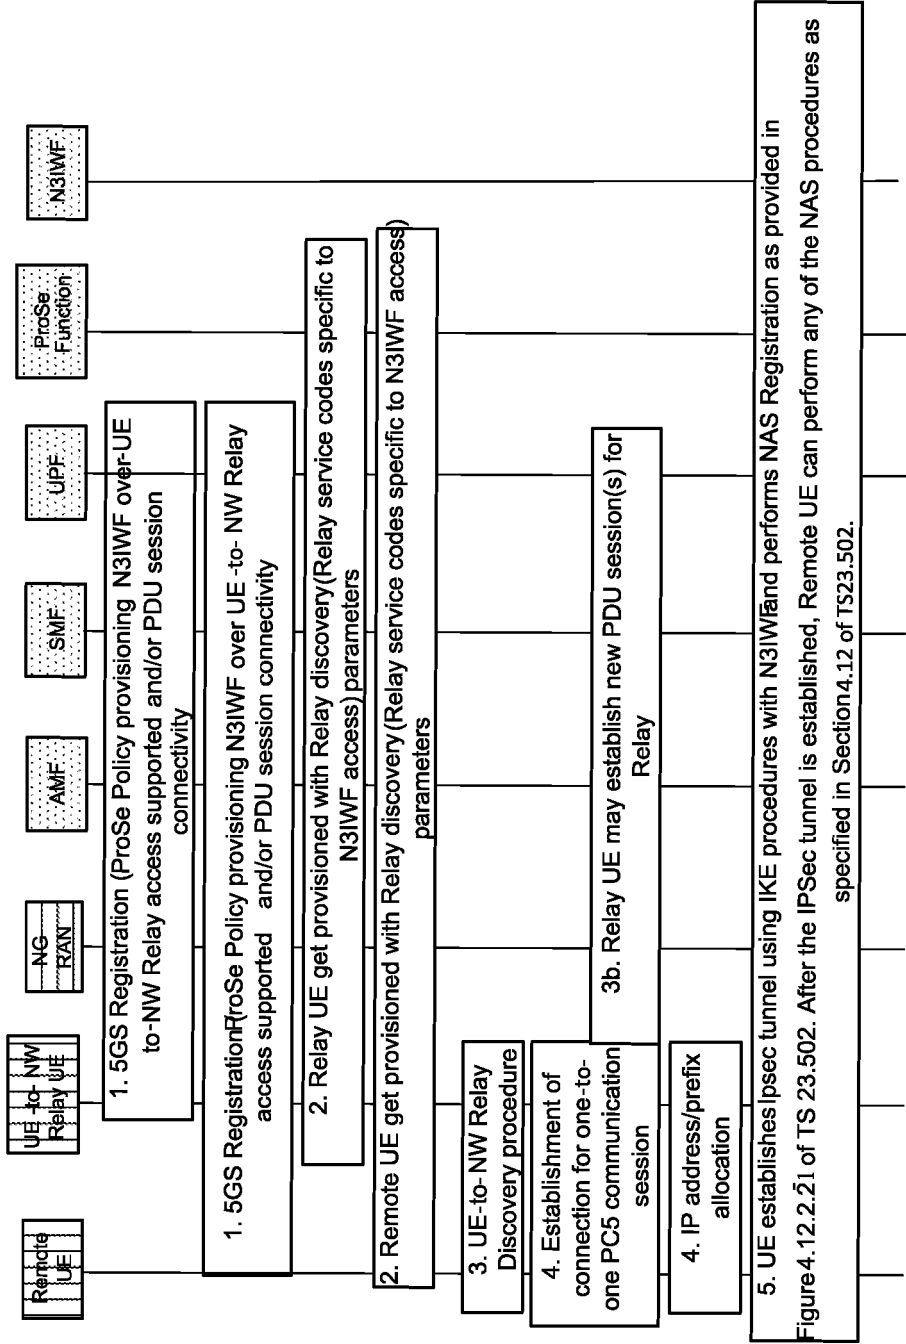 Remote
UE
UE -to- NW
Relay UE
NG
RAN
AMF
SMF
UPF
ProSe
Function
N3IWF
1. 5GS Registration (ProSe Policy provisioning N3IWF over-UE
to-NW Relay access supported and/or PDU session
connectivity
1. 5GS Registration(ProSe Policy provisioning N3IWF over UE -to- NW Relay
access supported and/or PDU session connectivity
2. Relay UE get provisioned with Relay discovery(Relay service codes specific to
N3IWF access) parameters
2. Remote UE get provisioned with Relay discovery(Relay service codes specific to N3IWF access)
parameters
3. UE-to-NW Relay
Discovery procedure
4. Establishment of
connection for one-to-
one PC5 communication
session
3b. Relay UE may establish new PDU session(s) for
Relay
4. IP address/prefix
allocation
5. UE establishes Ipsec tunnel using IKE procedures with N3IWF and performs NAS Registration as provided in
Figure4.12.2.21 of TS 23.502. After the IPSec tunnel is established, Remote UE can perform any of the NAS procedures as
specified in Section4.12 of TS23.502.